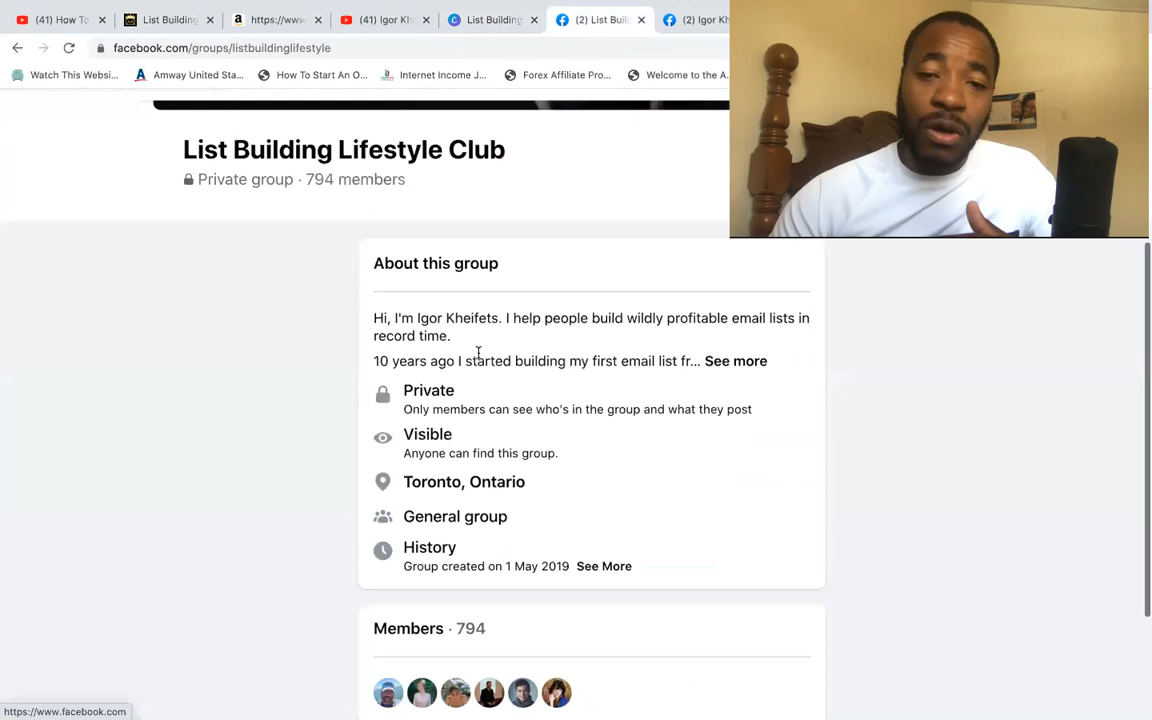 (41) How To
List Building
https://www
(41) Igor Kh
List Building
(2) List Buil
(2) Igor Kh
facebook.com/groups/listbuildinglifestyle
Watch This Websi...
Amway United Sta...
How To Start An O...
Internet Income J...
Forex Affiliate Pro...
Welcome to the A.
List Building Lifestyle Club
Private group · 794 members
About this group
Hi, I'm Igor Kheifets. I help people build wildly profitable email lists in
record time.
10 years ago I started building my first email list fr... See more
Private
Only members can see who's in the group and what they post
Visible
Anyone can find this group.
Toronto, Ontario
General group
History
Group created on 1 May 2019 See More
Members · 794
https://www.facebook.com